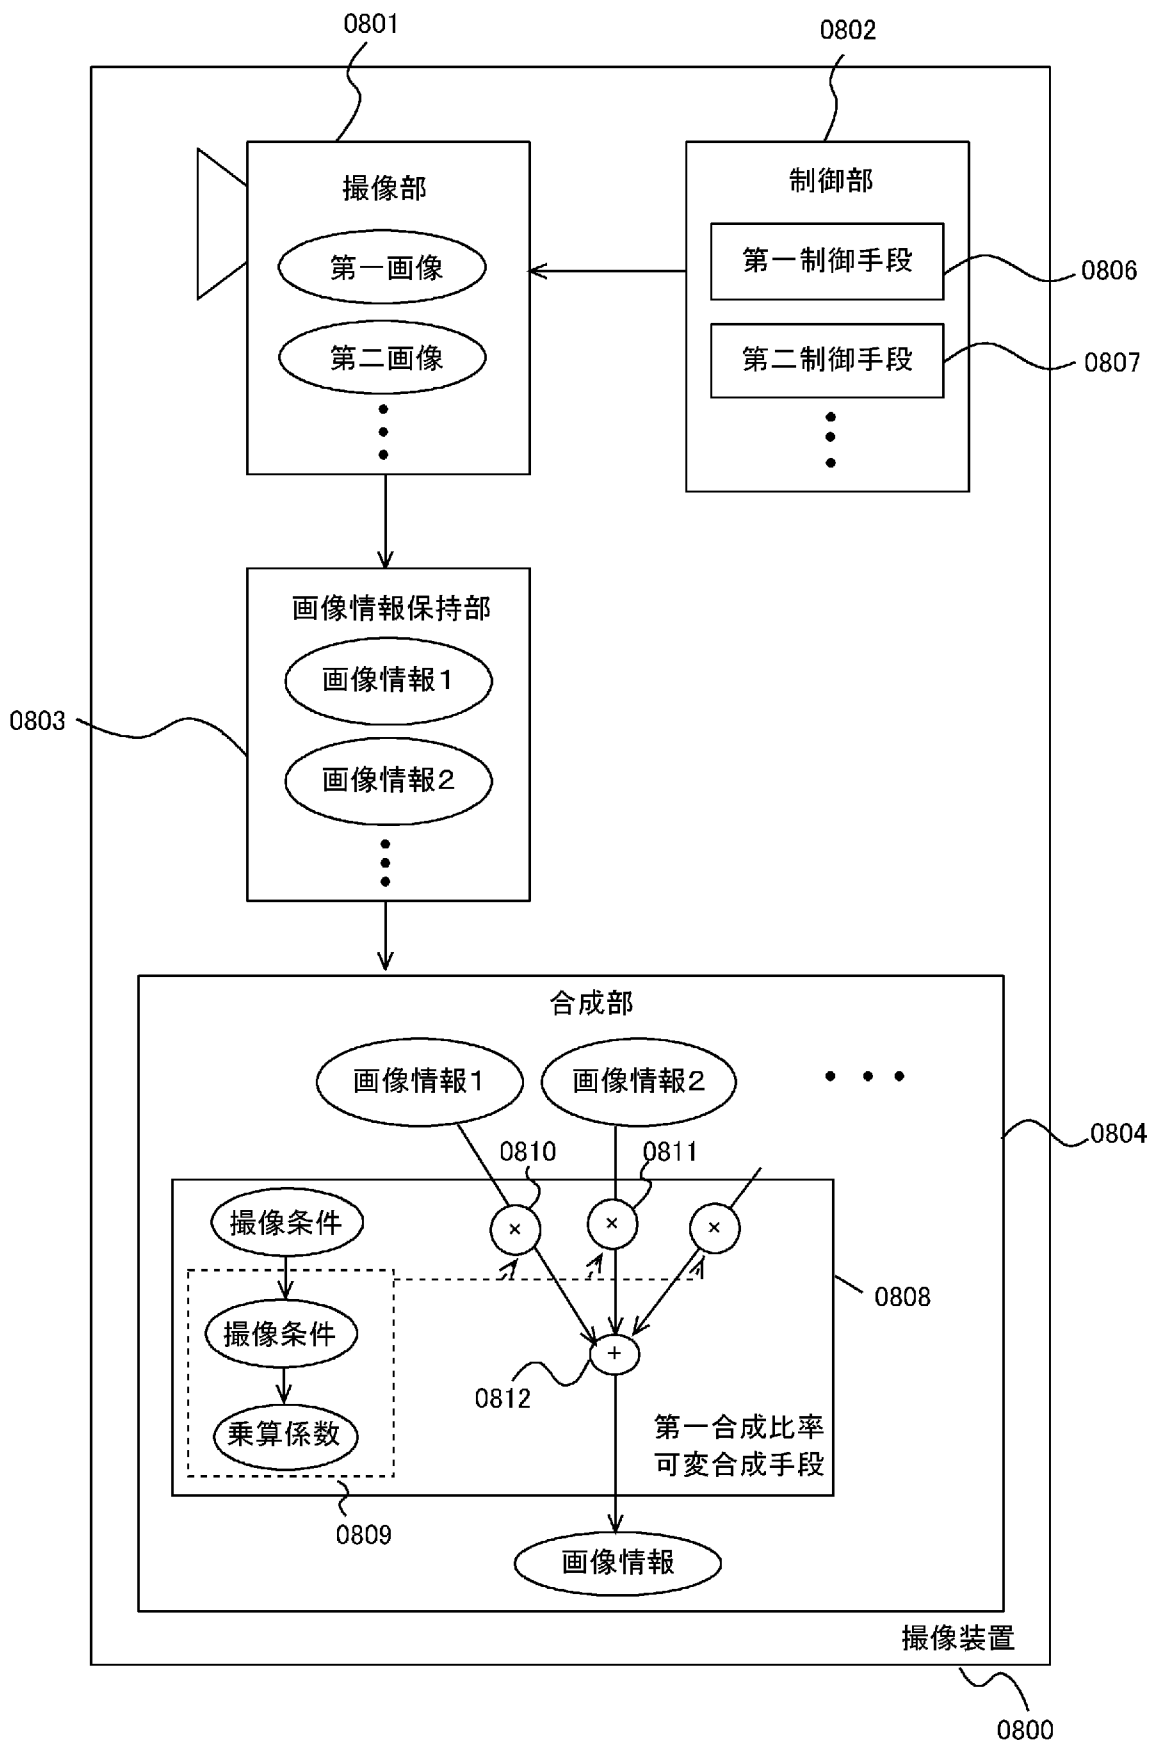 0801
0802
撮像部
第一画像
第二画像
制御部
第一制御手段
0806
第二制御手段
0807
画像情報保持部
画像情報1
画像情報2
0803
合成部
画像情報1
画像情報2
0804
0810
0811
撮像条件
×
×
×
0808
撮像条件
+
0812
乗算係数
第一合成比率
可変合成手段
0809
画像情報
撮像装置
0800